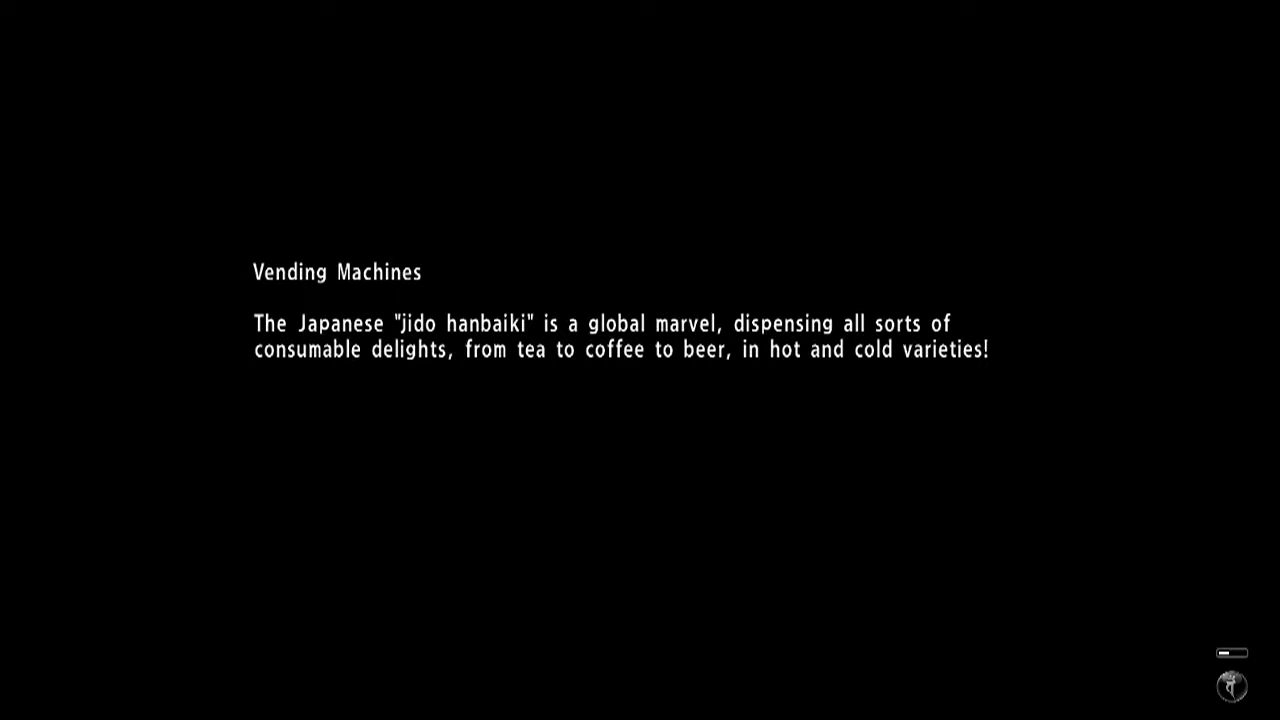 Vending Machines
The Japanese "jido hanbaiki" is a global marvel, dispensing all sorts of
consumable delights, from tea to coffee to beer, in hot and cold varieties!